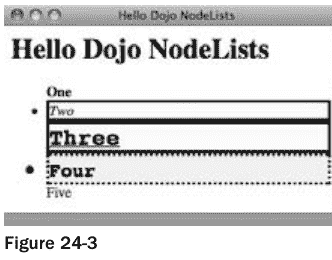 Hello Dojo NodeLists
Hello Dojo NodeLists
One
Two
Three
Four
Five
Figure 24-3